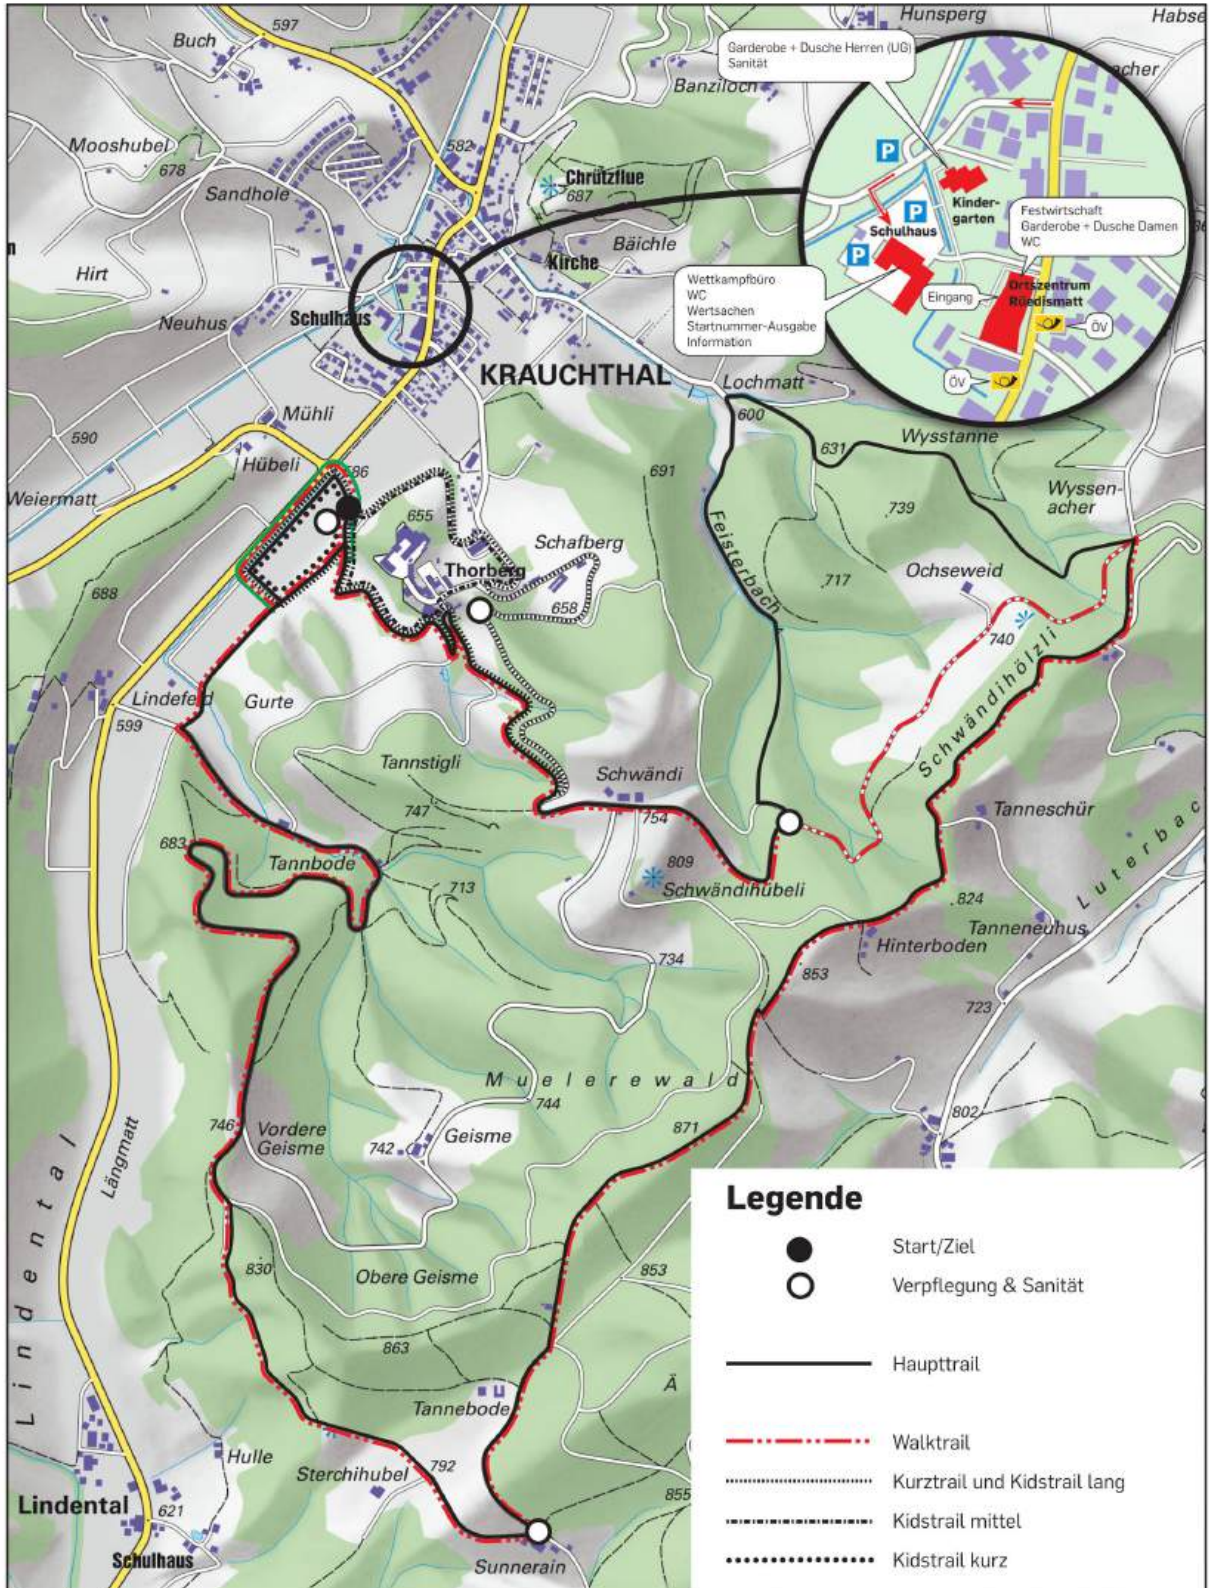 597
Buch
Hunsperg
Habse
Garderobe + Dusche Herren (UG)
Sanität
acher
Banziloch
Mooshubel
678
582
Sandhole
Chrützflue
687
P
Kinder-
garten
P
Schulhaus
P
Festwirtschaft
Garderobe + Dusche Damen
WC
Bäichle
Kirche
Hirt
Neuhus
Schulhaus
Wettkampfbüro
WC
Wertsachen
Startnummer-Ausgabe
Information
Eingang
Ortszentrum
Rüedismatt
ÖV
ÖV
KRAUCHTHAL
Lochmatt
600
Mühli
590
Hübeli
586
Weiermatt
631
Wysstanne
691
Wyssen-
acher
739
655
Schafberg
Thorberg
658
Feisterbach
717
Ochseweid
688
740
Schwändihölzli
Lindefeld
Gurte
599
Tannstigli
Schwändi
747
754
Tanneschür
683
Tannbode
809
Schwändihubeli
713
824
Tanneneuhus
Luterbac
Hinterboden
734
853
723
Muelerewald
744
802
746
Vordere
Geisme
742
Geisme
871
Längmatt
Lindental
830
Obere Geisme
853
863
Ä
Tannebode
Hulle
Sterchihubel
792
855
Lindental
621
Schulhaus
Sunnerain
Legende
Start/Ziel
Verpflegung & Sanität
Haupttrail
Walktrail
Kurztrail und Kidstrail lang
Kidstrail mittel
Kidstrail kurz